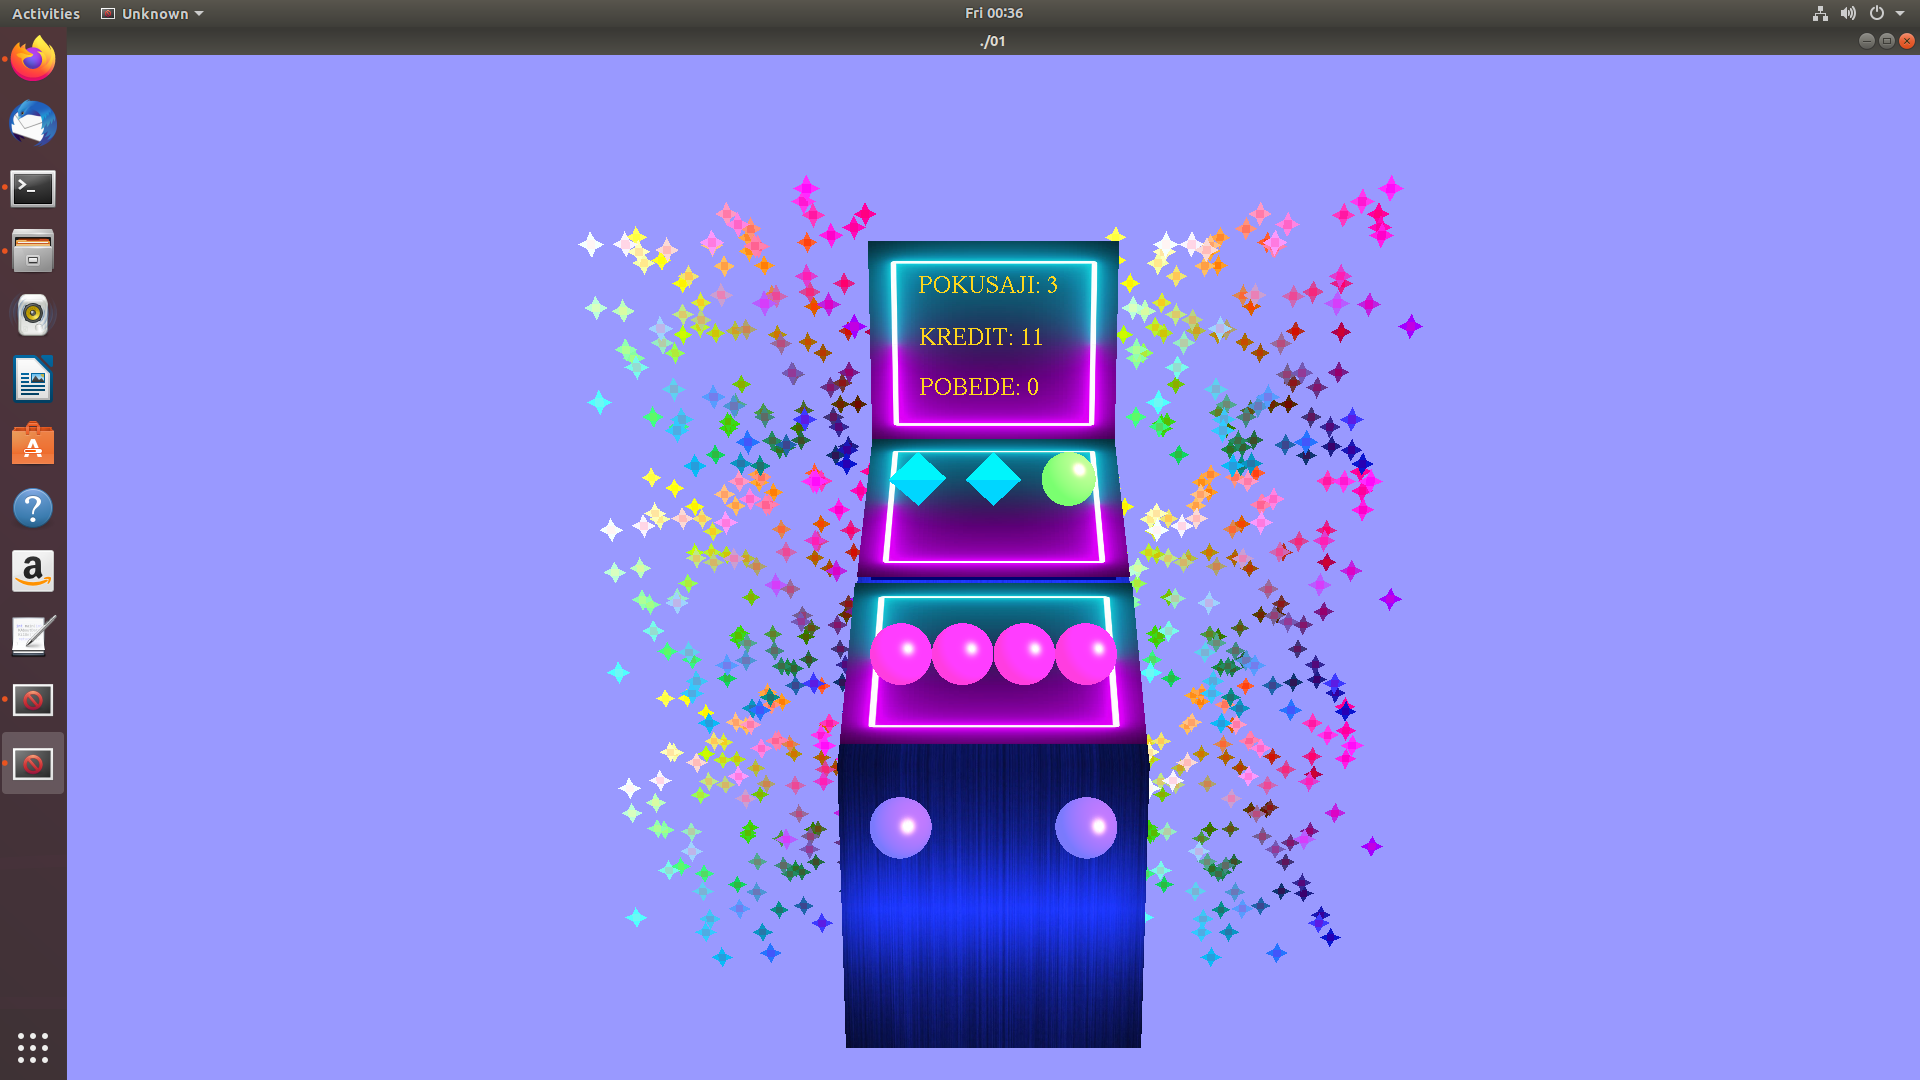 Activities
Unknown
Fri 00:36
./01
POKUSAJI: 3
KREDIT: 11
POBEDE: 0